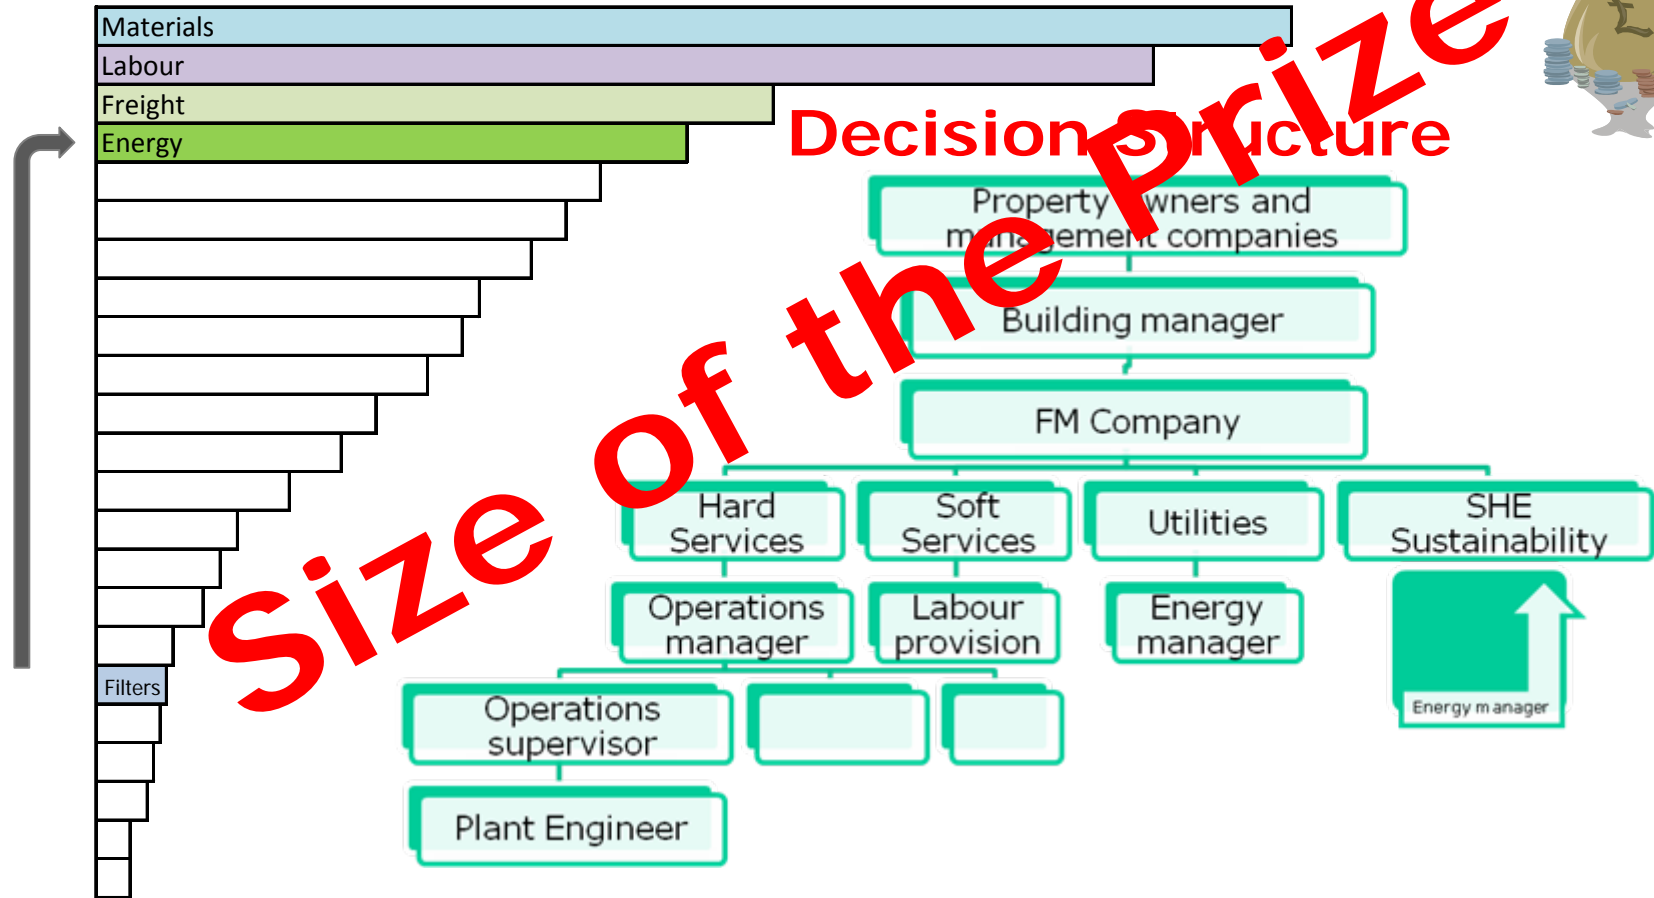 Materials
Labour
Freight
Energy
Filters
Size of the Prize
£
Decision Structure
Property owners and
management companies
Building manager
FM Company
Hard
Services
Soft
Services
Utilities
SHE
Sustainability
Operations
manager
Labour
provision
Energy
manager
Energy manager
Operations
supervisor
Plant Engineer